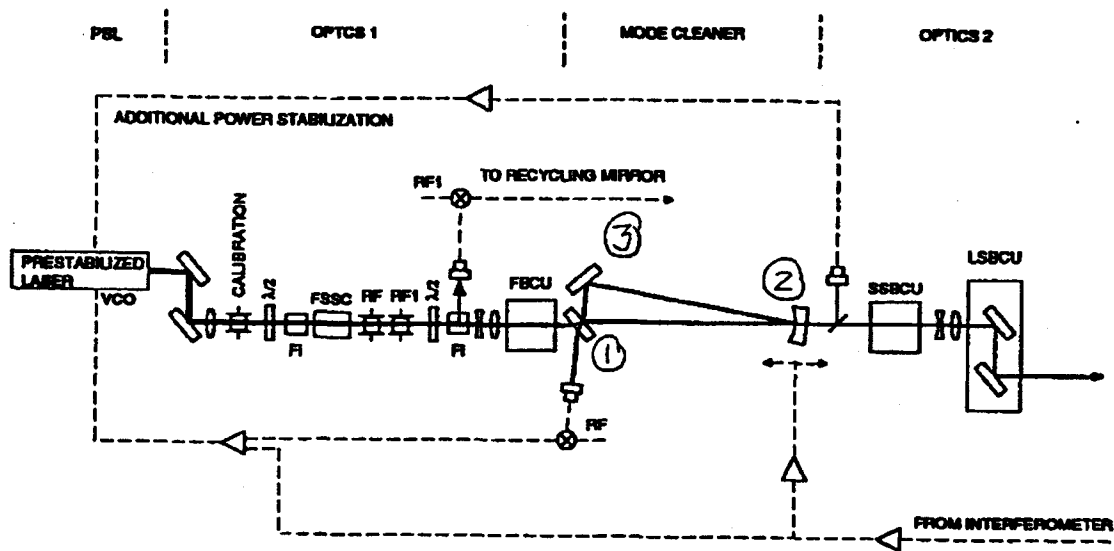 PSL
OPTCS 1
MODE CLEANER
OPTICS 2
ADDITIONAL POWER STABILIZATION
RF1
TO RECYCLING MIRROR
3
PRESTABILIZED
LASER
VCO
CALIBRATION
λ/2
FI
FSSC
RF
RF1
λ/2
FI
FBCU
1
2
SSBCU
LSBCU
RF
FROM INTERFEROMETER